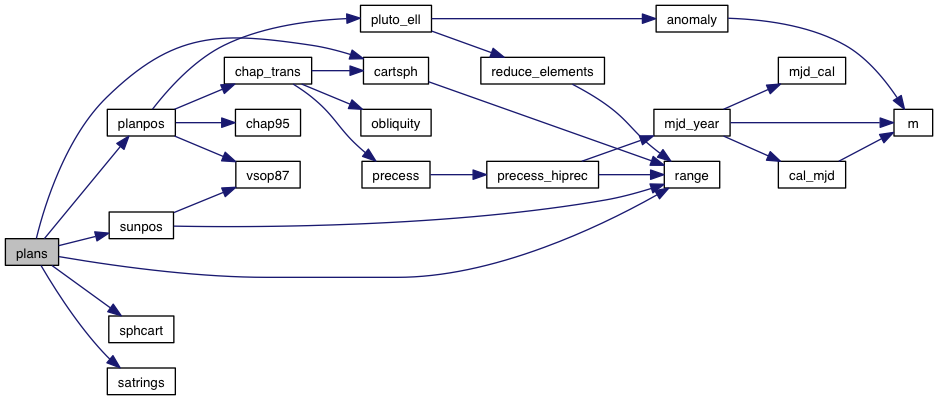 pluto_ell
anomaly
chap_trans
cartsph
reduce_elements
mjd_cal
planpos
chap95
obliquity
mjd_year
m
vsop87
precess
precess_hiprec
range
cal_mjd
sunpos
plans
sphcart
satrings